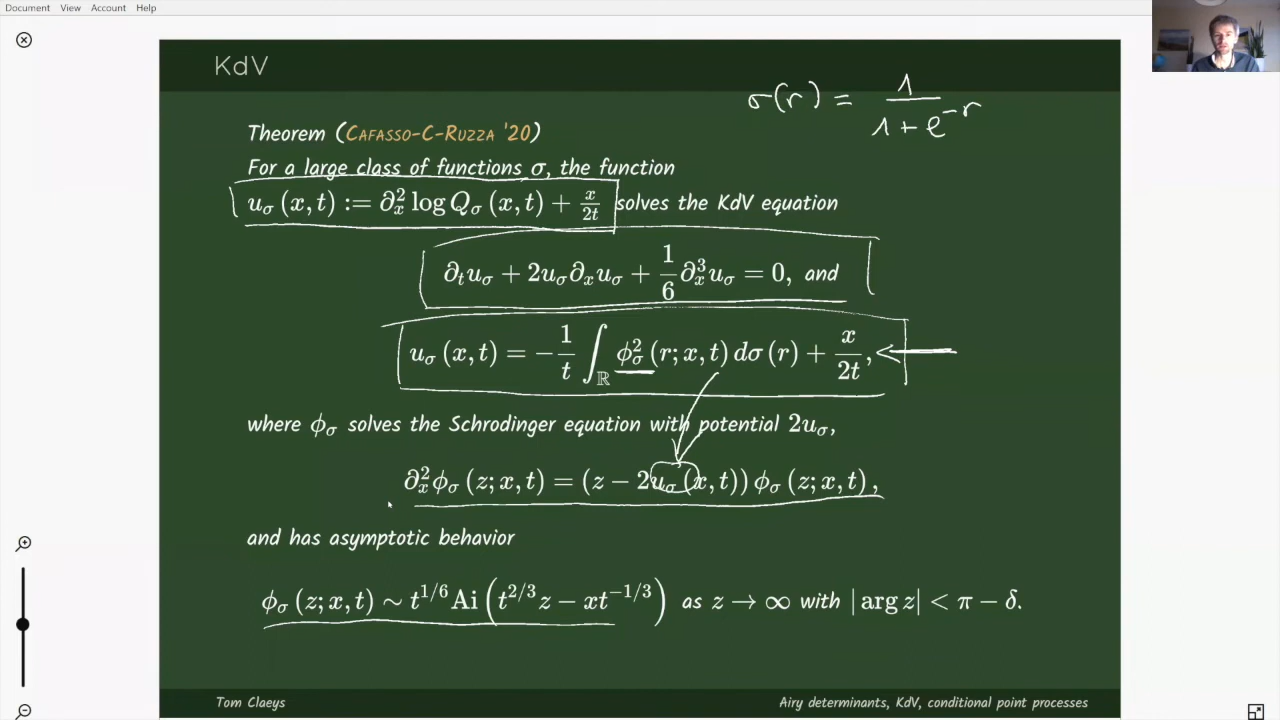 Document View Account Help
KdV
σ(r) = 1 / (1 + e^{-r})
Theorem (CAFASSO-C-RUZZA '20)
For a large class of functions σ, the function
u_σ (x, t) := ∂_x^2 log Q_σ (x, t) + x/2t solves the KdV equation
∂_t u_σ + 2u_σ ∂_x u_σ + 1/6 ∂_x^3 u_σ = 0, and
u_σ (x, t) = − 1/t ∫_ℝ ϕ_σ^2 (r; x, t) dσ (r) + x/2t,
where ϕ_σ solves the Schrodinger equation with potential 2u_σ,
∂_x^2 ϕ_σ (z; x, t) = (z − 2u_σ (x, t)) ϕ_σ (z; x, t) ,
and has asymptotic behavior
ϕ_σ (z; x, t) ∼ t^{1/6} Ai (t^{2/3} z − xt^{−1/3}) as z → ∞ with |arg z| < π − δ.
Tom Claeys
Airy determinants, KdV, conditional point processes